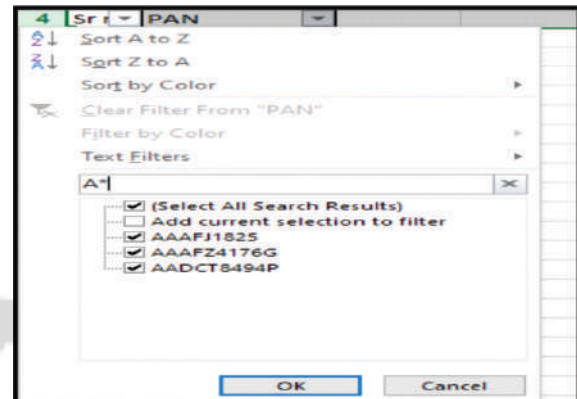 4 Sr r PAN
Sort A to Z
Sort Z to A
Sort by Color
Clear Filter From "PAN"
Filter by Color
Text Filters
A*
(Select All Search Results)
Add current selection to filter
AAAFJ1825
AAAFZ4176G
AADCT8494P
OK Cancel